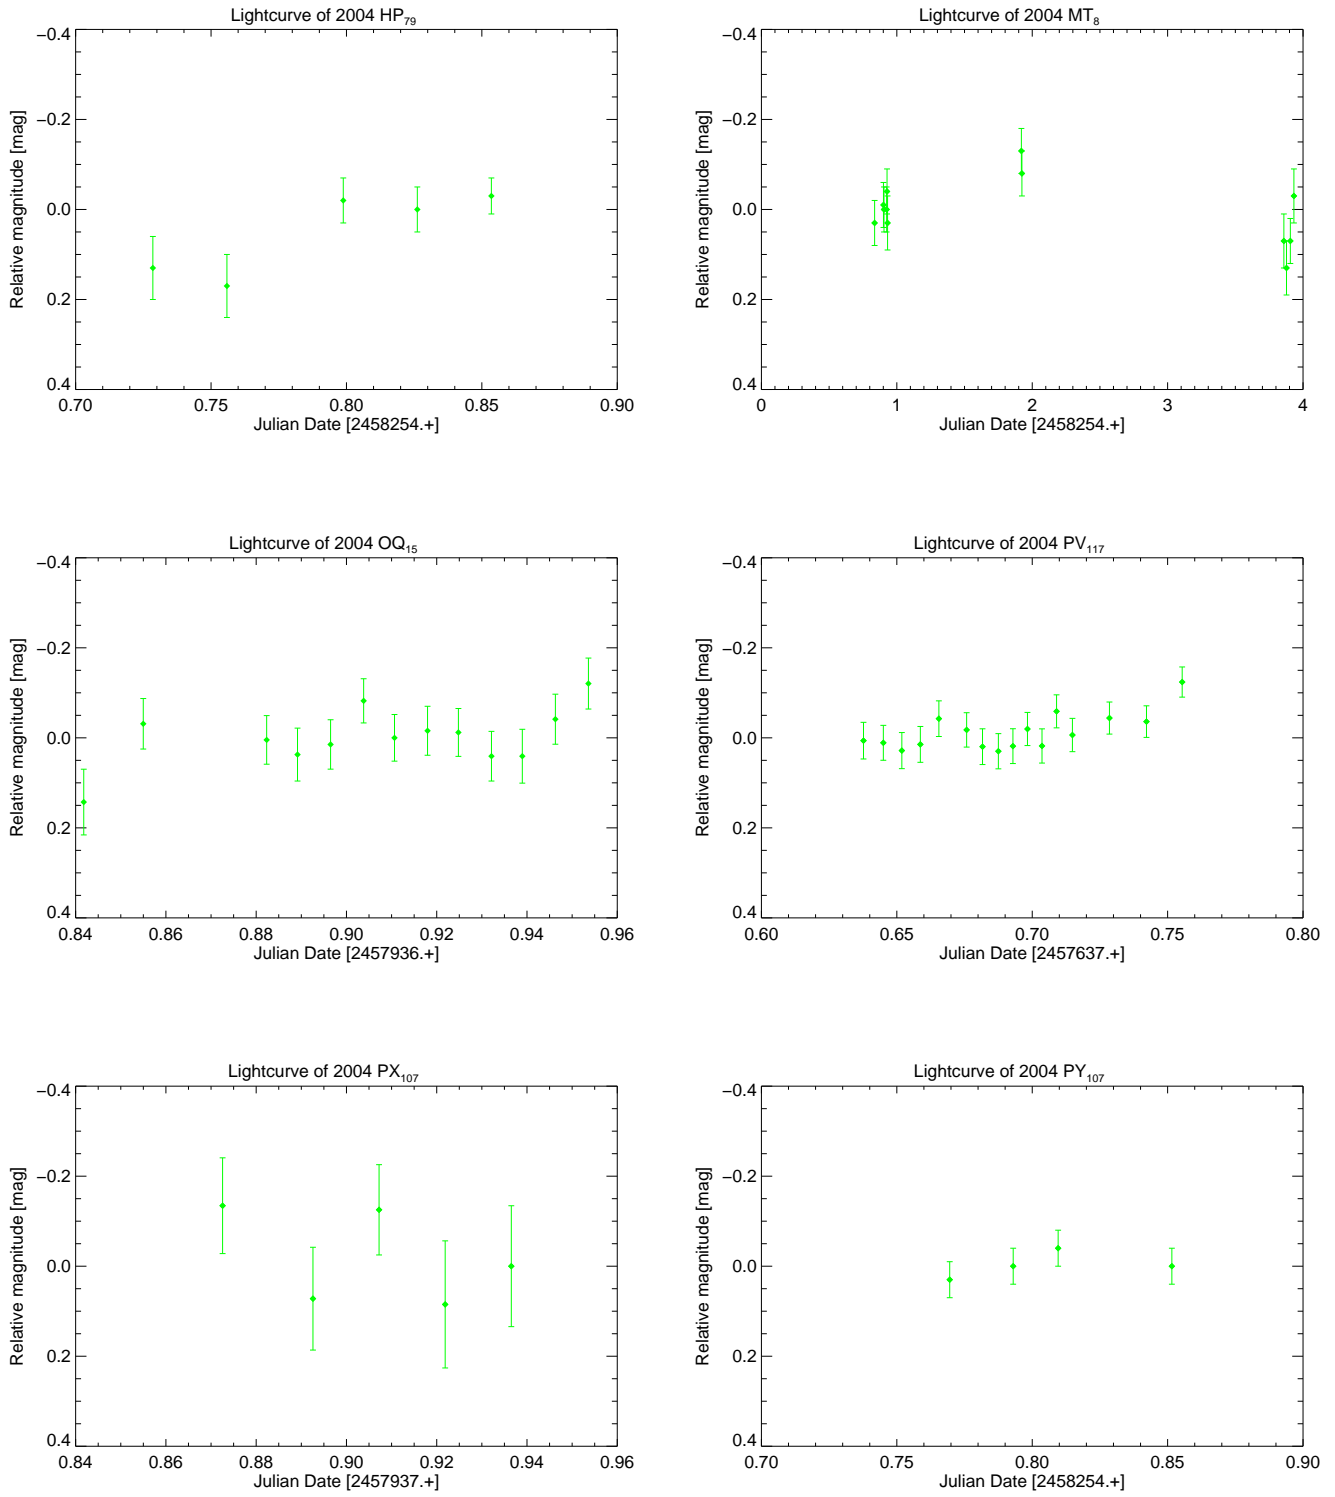 Lightcurve of 2004 HP79
Relative magnitude [mag]
−0.4
−0.2
0.0
0.2
0.4
0.70 0.75 0.80 0.85 0.90
Julian Date [2458254.+]
Lightcurve of 2004 MT8
Relative magnitude [mag]
−0.4
−0.2
0.0
0.2
0.4
0 1 2 3 4
Julian Date [2458254.+]
Lightcurve of 2004 OQ15
Relative magnitude [mag]
−0.4
−0.2
0.0
0.2
0.4
0.84 0.86 0.88 0.90 0.92 0.94 0.96
Julian Date [2457936.+]
Lightcurve of 2004 PV117
Relative magnitude [mag]
−0.4
−0.2
0.0
0.2
0.4
0.60 0.65 0.70 0.75 0.80
Julian Date [2457637.+]
Lightcurve of 2004 PX107
Relative magnitude [mag]
−0.4
−0.2
0.0
0.2
0.4
0.84 0.86 0.88 0.90 0.92 0.94 0.96
Julian Date [2457937.+]
Lightcurve of 2004 PY107
Relative magnitude [mag]
−0.4
−0.2
0.0
0.2
0.4
0.70 0.75 0.80 0.85 0.90
Julian Date [2458254.+]